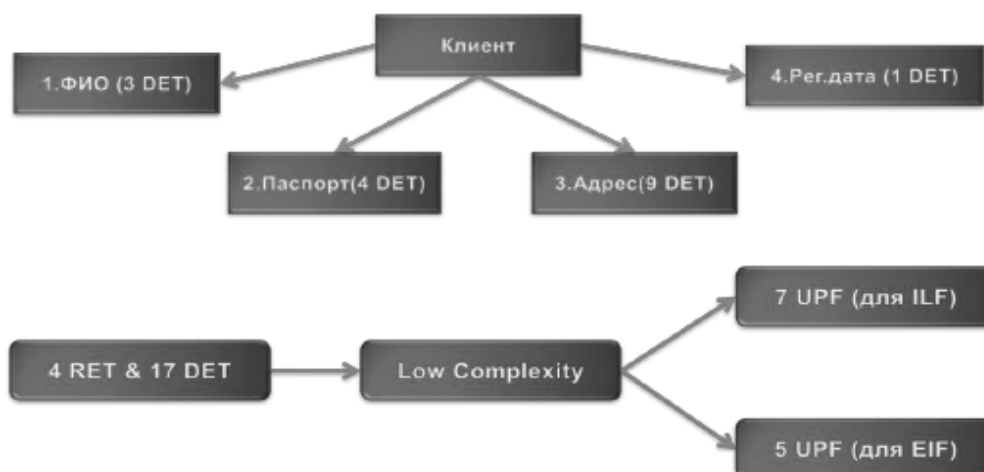 Клиент
1.ФИО (3 DET)
4.Рег.дата (1 DET)
2.Паспорт(4 DET)
3.Адрес(9 DET)
7 UPF (для ILF)
4 RET & 17 DET
Low Complexity
5 UPF (для EIF)